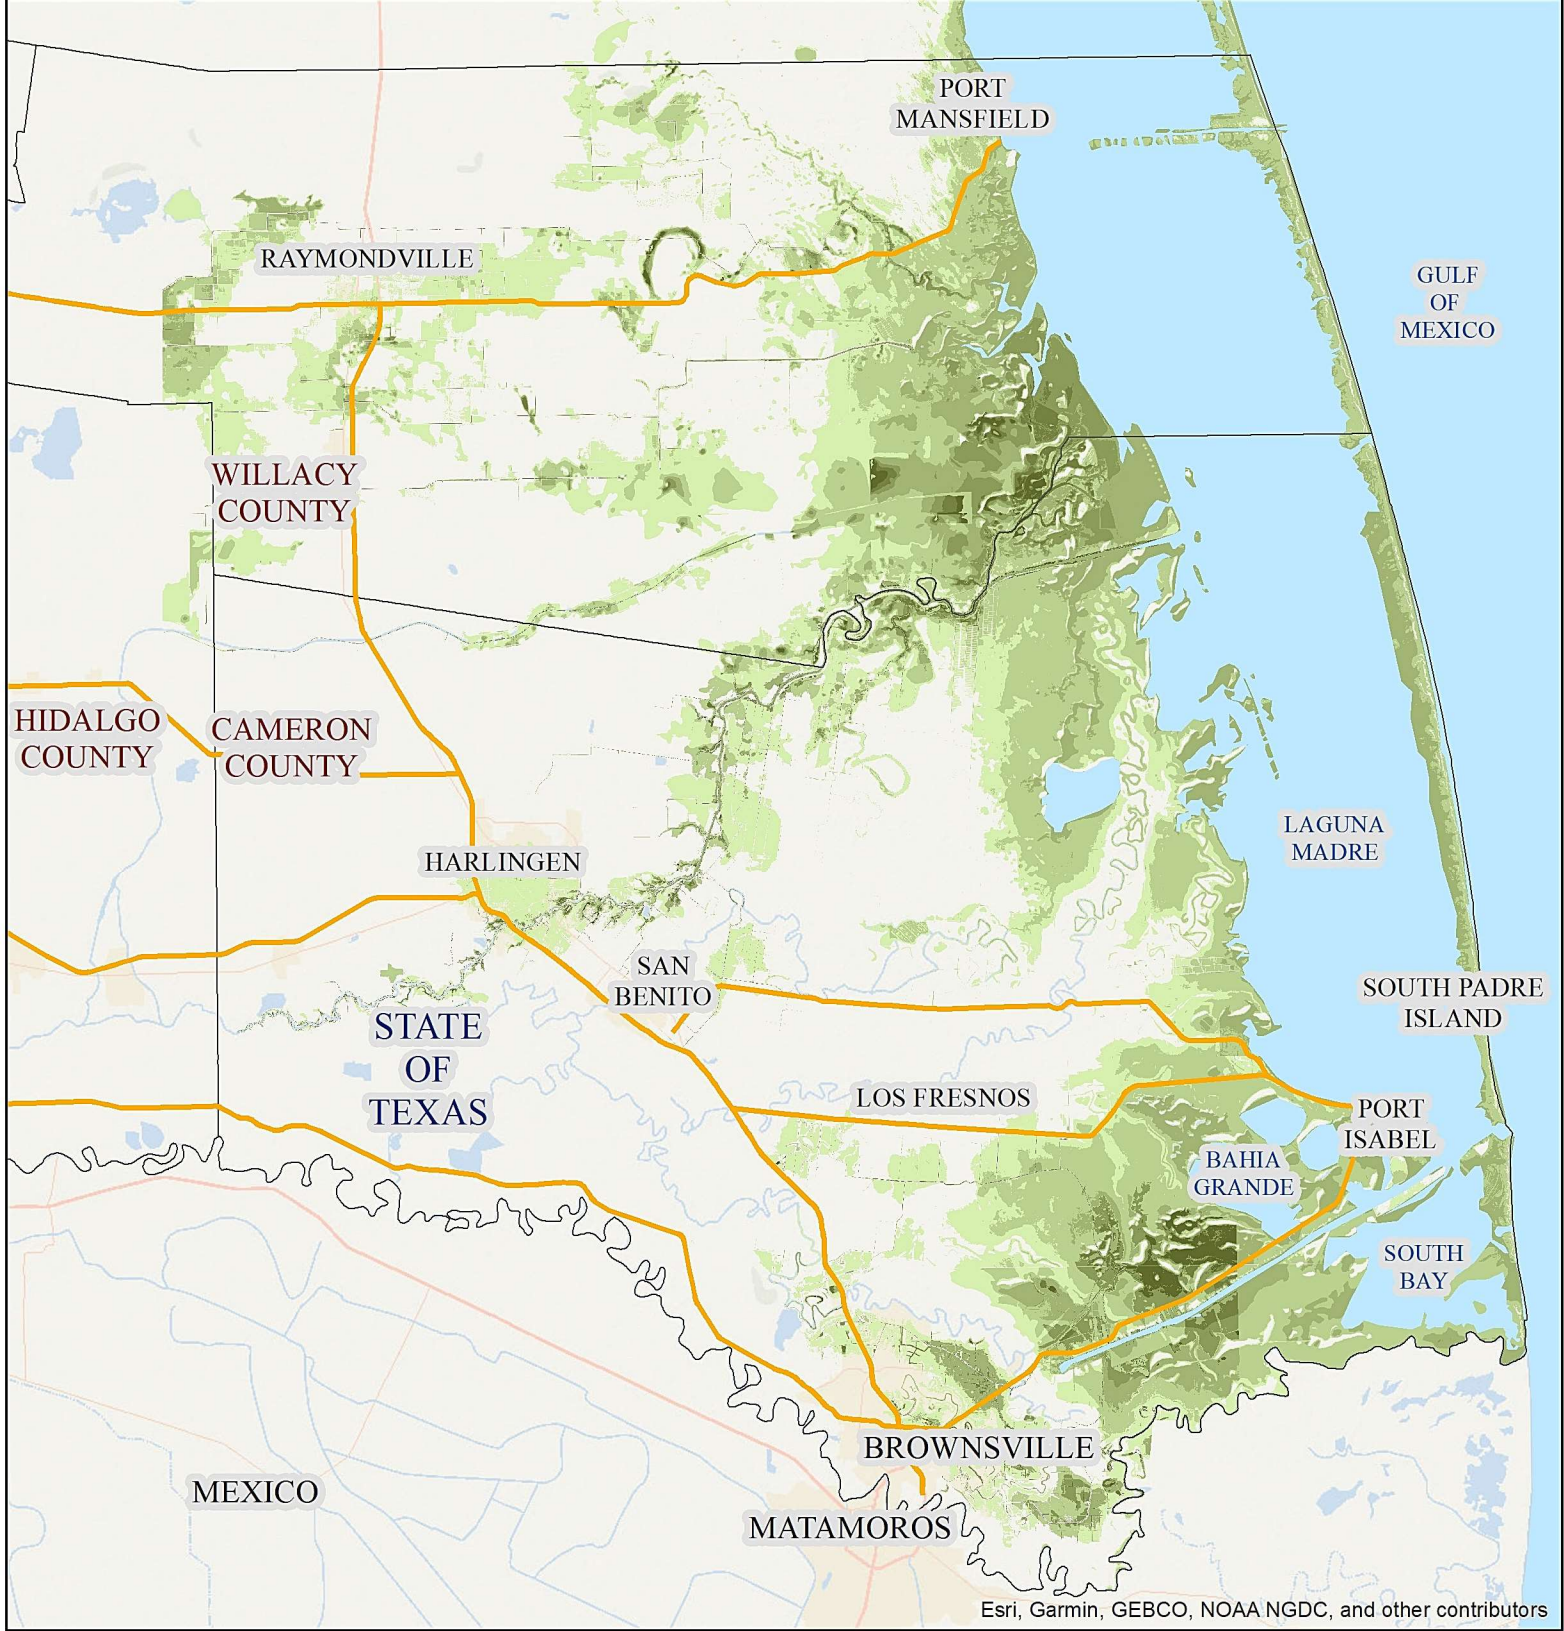 PORT
MANSFIELD
RAYMONDVILLE
GULF
OF
MEXICO
WILLACY
COUNTY
HIDALGO
COUNTY
CAMERON
COUNTY
LAGUNA
MADRE
HARLINGEN
SAN
BENITO
SOUTH PADRE
ISLAND
STATE
OF
TEXAS
LOS FRESNOS
PORT
ISABEL
BAHIA
GRANDE
SOUTH
BAY
BROWNSVILLE
MEXICO
MATAMOROS
Esri, Garmin, GEBCO, NOAA NGDC, and other contributors